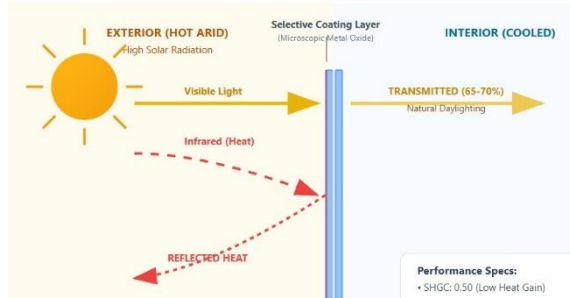 EXTERIOR (HOT ARID)
High Solar Radiation
Selective Coating Layer
(Microscopic Metal Oxide)
INTERIOR (COOLED)
Visible Light
TRANSMITTED (65-70%)
Natural Daylighting
Infrared (Heat)
REFLECTED HEAT
Performance Specs:
• SHGC: 0.50 (Low Heat Gain)